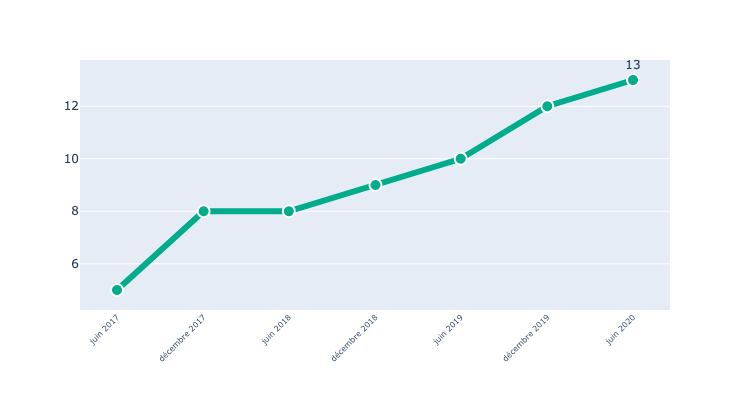 13
12
10
8
6
juin 2017
décembre 2017
juin 2018
décembre 2018
juin 2019
décembre 2019
juin 2020